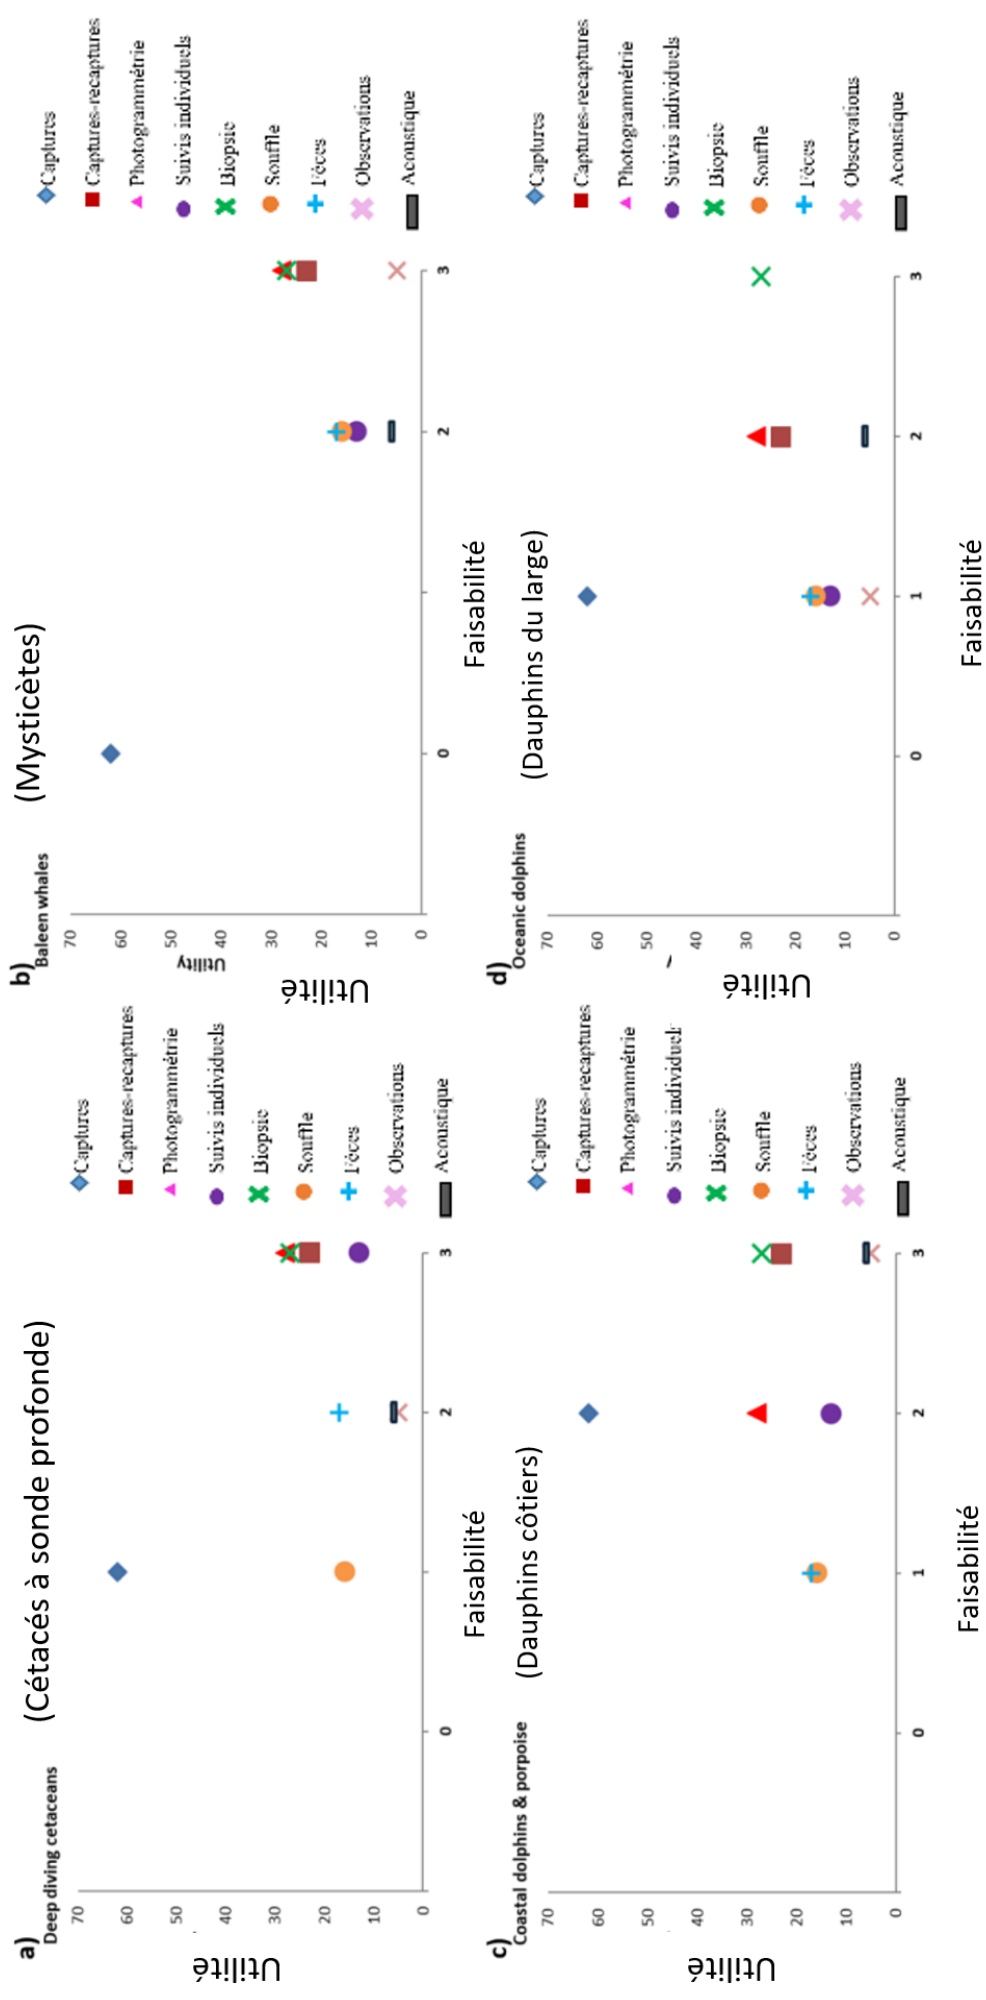 a)
Deep diving cetaceans
(Cétacés à sonde profonde)
70
60
50
40
30
20
10
0
Utilité
0
2
3
Faisabilité
Captures
Captures-recaptures
Photogrammétrie
Suivis individuels
Biopsie
Souffle
Fèces
Observations
Acoustique
b)
Baleen whales
(Mysticètes)
70
60
50
40
30
20
10
0
Utility
Utilité
0
2
3
Faisabilité
Captures
Captures-recaptures
Photogrammétrie
Suivis individuels
Biopsie
Souffle
Fèces
Observations
Acoustique
c)
Coastal dolphins & porpoise
(Dauphins côtiers)
70
60
50
40
30
20
10
0
Utilité
0
1
2
3
Faisabilité
Captures
Captures-recaptures
Photogrammétrie
Suivis individuel
Biopsie
Souffle
Fèces
Observations
Acoustique
d)
Oceanic dolphins
(Dauphins du large)
70
60
50
40
30
20
10
0
Utilité
0
1
2
3
Faisabilité
Captures
Captures-recaptures
Photogrammétrie
Suivis individuels
Biopsie
Souffle
Fèces
Observations
Acoustique